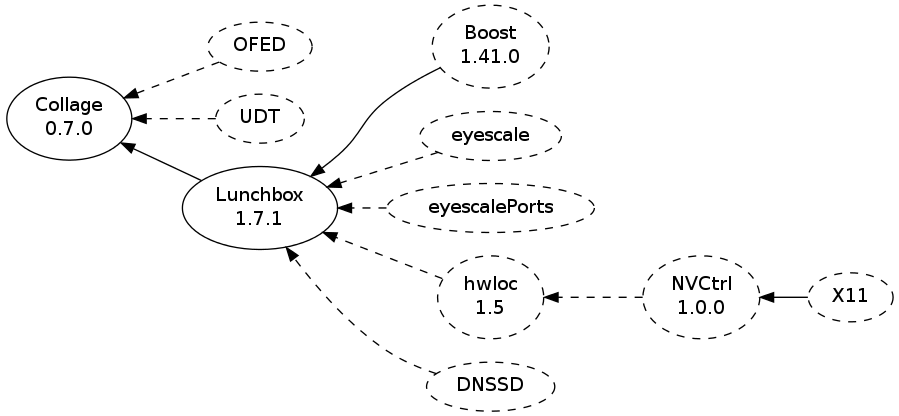 OFED
Boost
1.41.0
Collage
0.7.0
UDT
eyescale
Lunchbox
1.7.1
eyescalePorts
hwloc
1.5
NVCtrl
1.0.0
X11
DNSSD